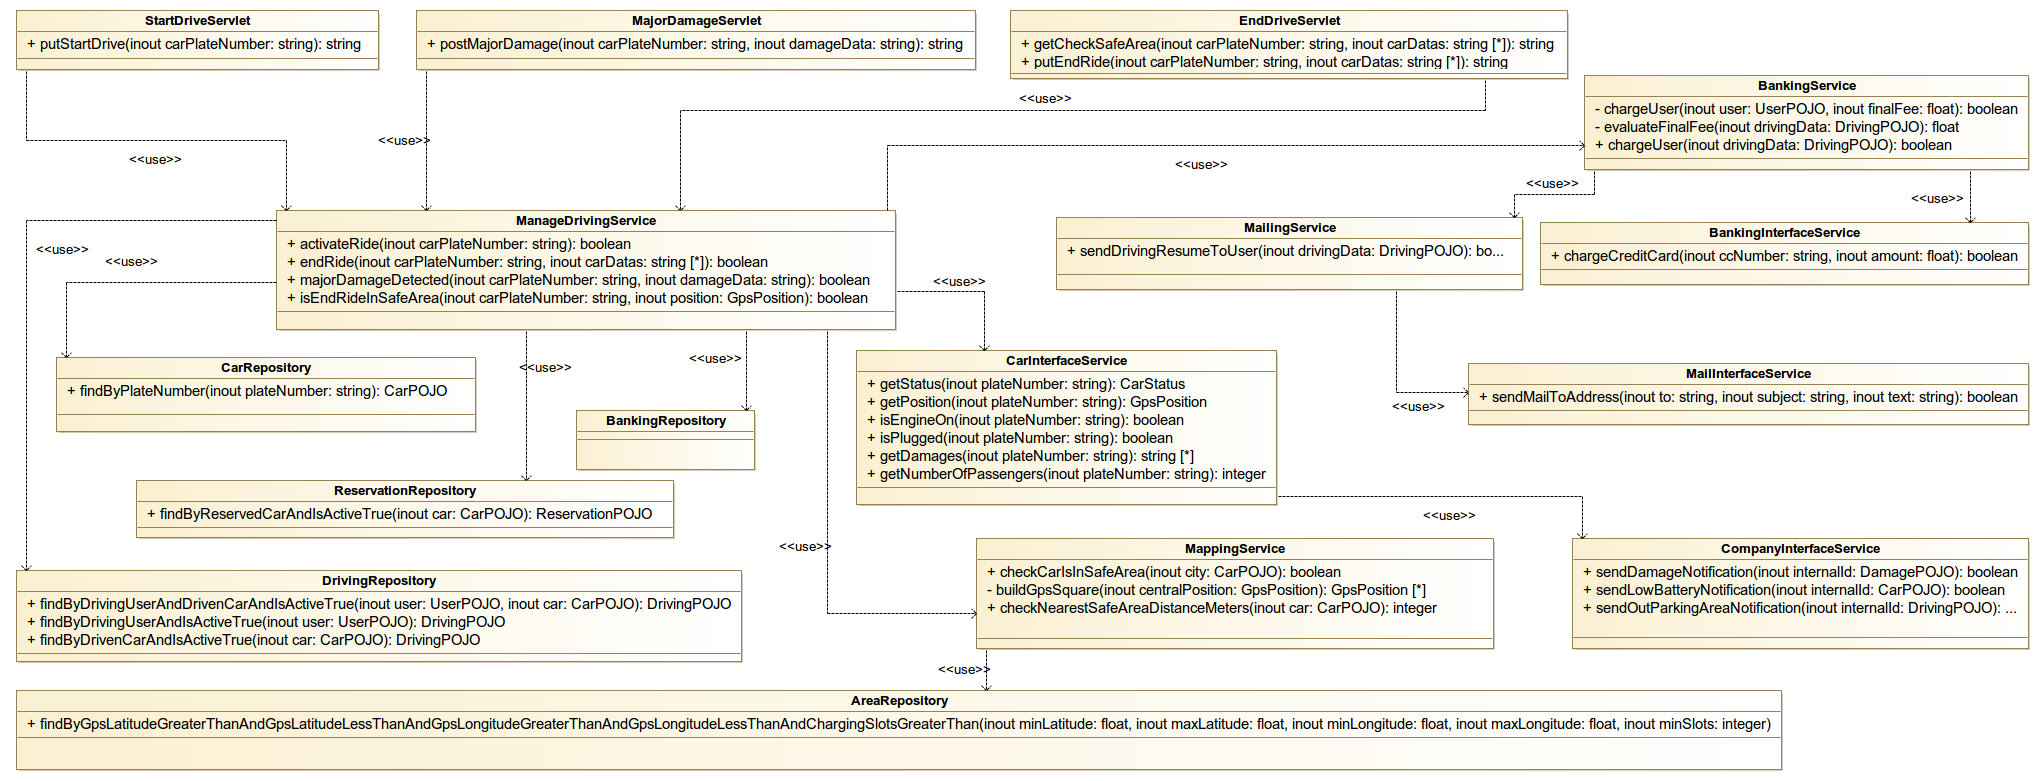 StartDriveServlet
+ putStartDrive(inout carPlateNumber: string): string
MajorDamageServlet
+ postMajorDamage(inout carPlateNumber: string, inout damageData: string): string
EndDriveServlet
+ getCheckSafeArea(inout carPlateNumber: string, inout carDatas: string [*]): string
+ putEndRide(inout carPlateNumber: string, inout carDatas: string [*]): string
BankingService
- chargeUser(inout user: UserPOJO, inout finalFee: float): boolean
- evaluateFinalFee(inout drivingData: DrivingPOJO): float
+ chargeUser(inout drivingData: DrivingPOJO): boolean
<<use>>
<<use>>
<<use>>
<<use>>
<<use>>
<<use>>
ManageDrivingService
+ activateRide(inout carPlateNumber: string): boolean
+ endRide(inout carPlateNumber: string, inout carDatas: string [*]): boolean
+ majorDamageDetected(inout carPlateNumber: string, inout damageData: string): boolean
+ isEndRideInSafeArea(inout carPlateNumber: string, inout position: GpsPosition): boolean
MailingService
+ sendDrivingResumeToUser(inout drivingData: DrivingPOJO): bo...
BankingInterfaceService
+ chargeCreditCard(inout ccNumber: string, inout amount: float): boolean
<<use>>
<<use>>
<<use>>
CarRepository
+ findByPlateNumber(inout plateNumber: string): CarPOJO
<<use>>
<<use>>
BankingRepository
CarInterfaceService
+ getStatus(inout plateNumber: string): CarStatus
+ getPosition(inout plateNumber: string): GpsPosition
+ isEngineOn(inout plateNumber: string): boolean
+ isPlugged(inout plateNumber: string): boolean
+ getDamages(inout plateNumber: string): string [*]
+ getNumberOfPassengers(inout plateNumber: string): integer
MailInterfaceService
+ sendMailToAddress(inout to: string, inout subject: string, inout text: string): boolean
<<use>>
ReservationRepository
+ findByReservedCarAndIsActiveTrue(inout car: CarPOJO): ReservationPOJO
<<use>>
<<use>>
MappingService
+ checkCarIsInSafeArea(inout city: CarPOJO): boolean
- buildGpsSquare(inout centralPosition: GpsPosition): GpsPosition [*]
+ checkNearestSafeAreaDistanceMeters(inout car: CarPOJO): integer
CompanyInterfaceService
+ sendDamageNotification(inout internalId: DamagePOJO): boolean
+ sendLowBatteryNotification(inout internalId: CarPOJO): boolean
+ sendOutParkingAreaNotification(inout internalId: DrivingPOJO): ...
DrivingRepository
+ findByDrivingUserAndDrivenCarAndIsActiveTrue(inout user: UserPOJO, inout car: CarPOJO): DrivingPOJO
+ findByDrivingUserAndIsActiveTrue(inout user: UserPOJO): DrivingPOJO
+ findByDrivenCarAndIsActiveTrue(inout car: CarPOJO): DrivingPOJO
<<use>>
AreaRepository
+ findByGpsLatitudeGreaterThanAndGpsLatitudeLessThanAndGpsLongitudeGreaterThanAndGpsLongitudeLessThanAndChargingSlotsGreaterThan(inout minLatitude: float, inout maxLatitude: float, inout minLongitude: float, inout maxLongitude: float, inout minSlots: integer)